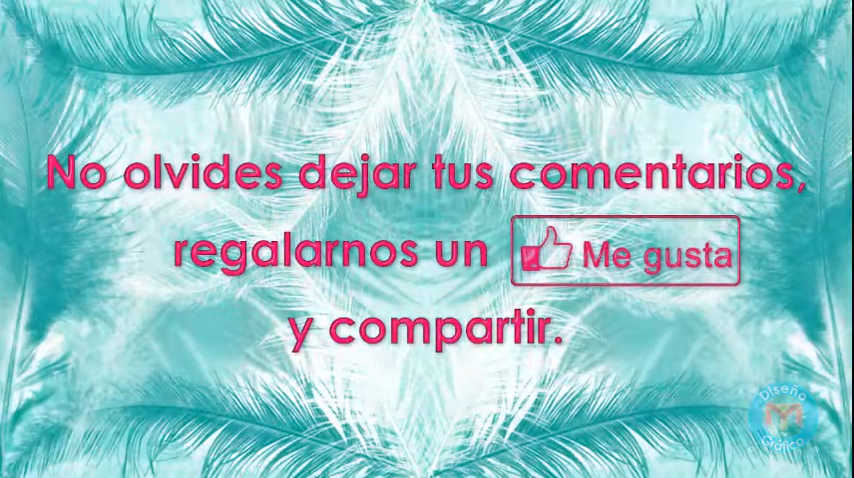 No olvides dejar tus comentarios,
regalarnos un Me gusta
y compartir.
Diseño
M
Gráfico